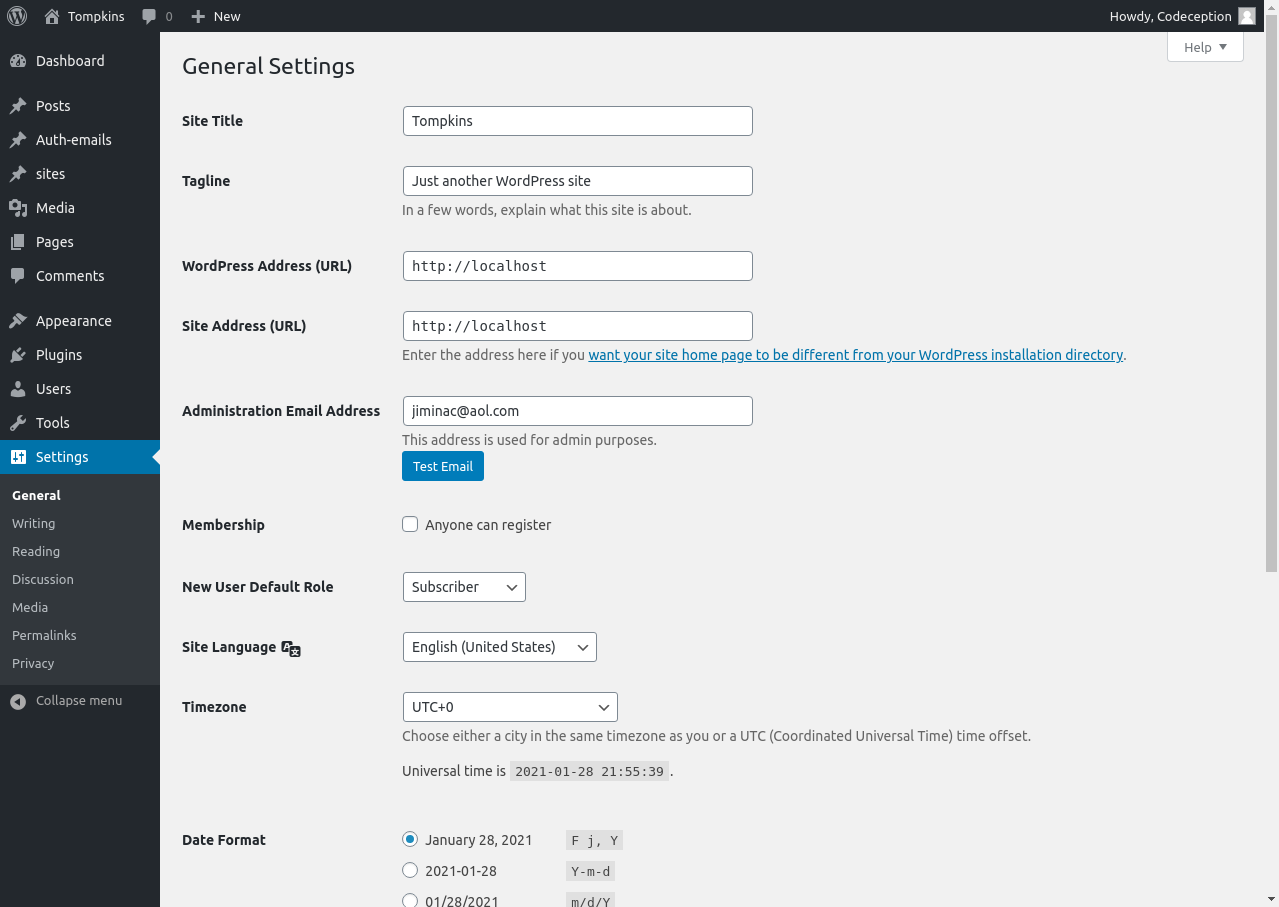 Tompkins 0 New Howdy, Codeception
Help
Dashboard
Posts
Auth-emails
sites
Media
Pages
Comments
Appearance
Plugins
Users
Tools
Settings
General
Writing
Reading
Discussion
Media
Permalinks
Privacy
Collapse menu
General Settings
Site Title Tompkins
Tagline Just another WordPress site
In a few words, explain what this site is about.
WordPress Address (URL) http://localhost
Site Address (URL) http://localhost
Enter the address here if you want your site home page to be different from your WordPress installation directory.
Administration Email Address jiminac@aol.com
This address is used for admin purposes.
Test Email
Membership Anyone can register
New User Default Role Subscriber
Site Language English (United States)
Timezone UTC+0
Choose either a city in the same timezone as you or a UTC (Coordinated Universal Time) time offset.
Universal time is 2021-01-28 21:55:39.
Date Format January 28, 2021 F j, Y
2021-01-28 Y-m-d
01/28/2021 m/d/Y